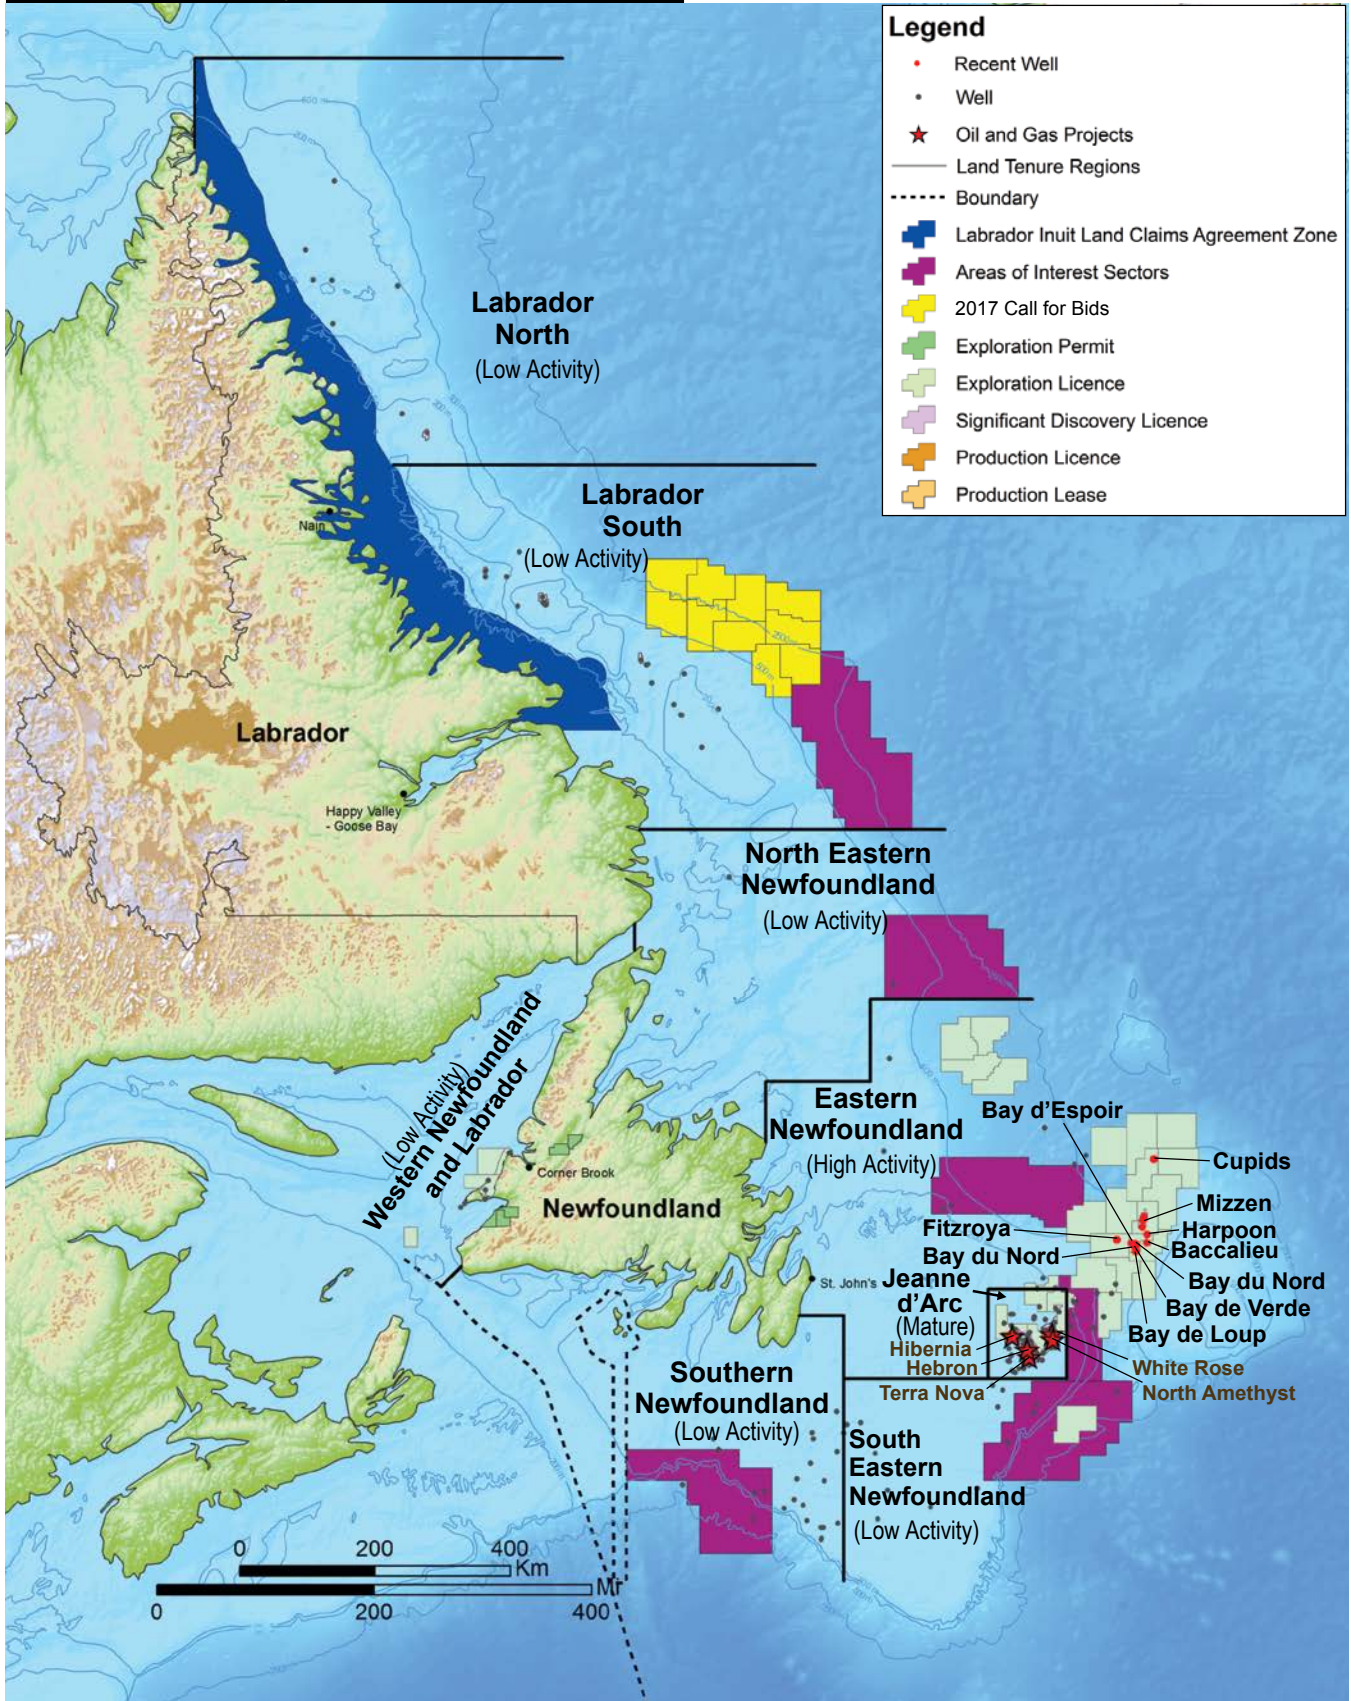 Legend
Recent Well
Well
Oil and Gas Projects
Land Tenure Regions
Boundary
Labrador Inuit Land Claims Agreement Zone
Areas of Interest Sectors
2017 Call for Bids
Exploration Permit
Exploration Licence
Significant Discovery Licence
Production Licence
Production Lease
Labrador
North
(Low Activity)
Labrador
South
(Low Activity)
Nain
Labrador
Happy Valley
- Goose Bay
North Eastern
Newfoundland
(Low Activity)
Western Newfoundland
and Labrador
(Low Activity)
Corner Brook
Newfoundland
St. John's
Eastern
Newfoundland
(High Activity)
Bay d'Espoir
Cupids
Mizzen
Harpoon
Baccalieu
Fitzroya
Bay du Nord
Bay du Nord
Bay de Verde
Bay de Loup
Jeanne
d'Arc
(Mature)
Hibernia
Hebron
Terra Nova
White Rose
North Amethyst
Southern
Newfoundland
(Low Activity)
South
Eastern
Newfoundland
(Low Activity)
0 200 400
Km
Mi
0 200 400